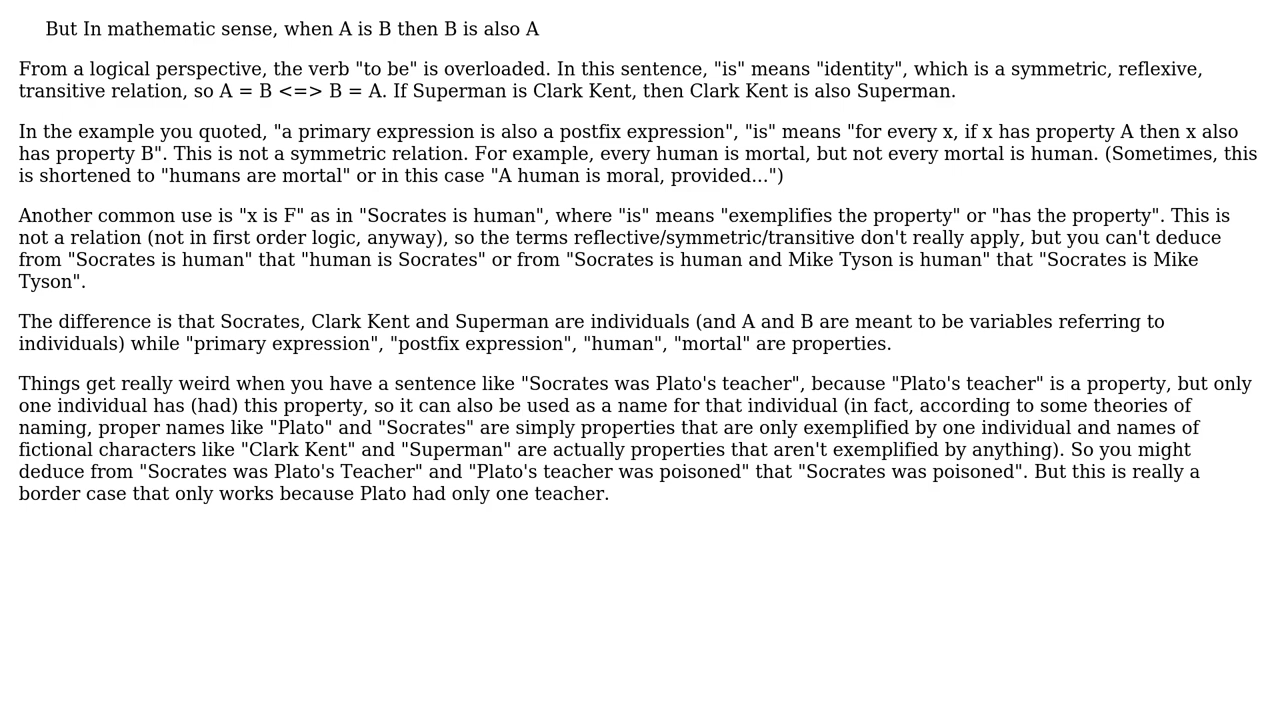 But In mathematic sense, when A is B then B is also A
From a logical perspective, the verb "to be" is overloaded. In this sentence, "is" means "identity", which is a symmetric, reflexive,
transitive relation, so A = B <=> B = A. If Superman is Clark Kent, then Clark Kent is also Superman.
In the example you quoted, "a primary expression is also a postfix expression", "is" means "for every x, if x has property A then x also
has property B". This is not a symmetric relation. For example, every human is mortal, but not every mortal is human. (Sometimes, this
is shortened to "humans are mortal" or in this case "A human is moral, provided...")
Another common use is "x is F" as in "Socrates is human", where "is" means "exemplifies the property" or "has the property". This is
not a relation (not in first order logic, anyway), so the terms reflective/symmetric/transitive don't really apply, but you can't deduce
from "Socrates is human" that "human is Socrates" or from "Socrates is human and Mike Tyson is human" that "Socrates is Mike
Tyson".
The difference is that Socrates, Clark Kent and Superman are individuals (and A and B are meant to be variables referring to
individuals) while "primary expression", "postfix expression", "human", "mortal" are properties.
Things get really weird when you have a sentence like "Socrates was Plato's teacher", because "Plato's teacher" is a property, but only
one individual has (had) this property, so it can also be used as a name for that individual (in fact, according to some theories of
naming, proper names like "Plato" and "Socrates" are simply properties that are only exemplified by one individual and names of
fictional characters like "Clark Kent" and "Superman" are actually properties that aren't exemplified by anything). So you might
deduce from "Socrates was Plato's Teacher" and "Plato's teacher was poisoned" that "Socrates was poisoned". But this is really a
border case that only works because Plato had only one teacher.